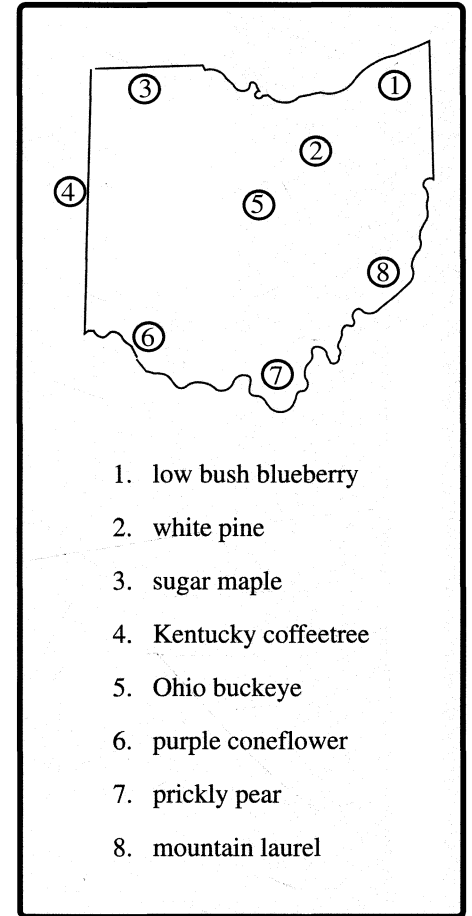 1
3
2
4
5
8
6
7
1. low bush blueberry
2. white pine
3. sugar maple
4. Kentucky coffeetree
5. Ohio buckeye
6. purple coneflower
7. prickly pear
8. mountain laurel